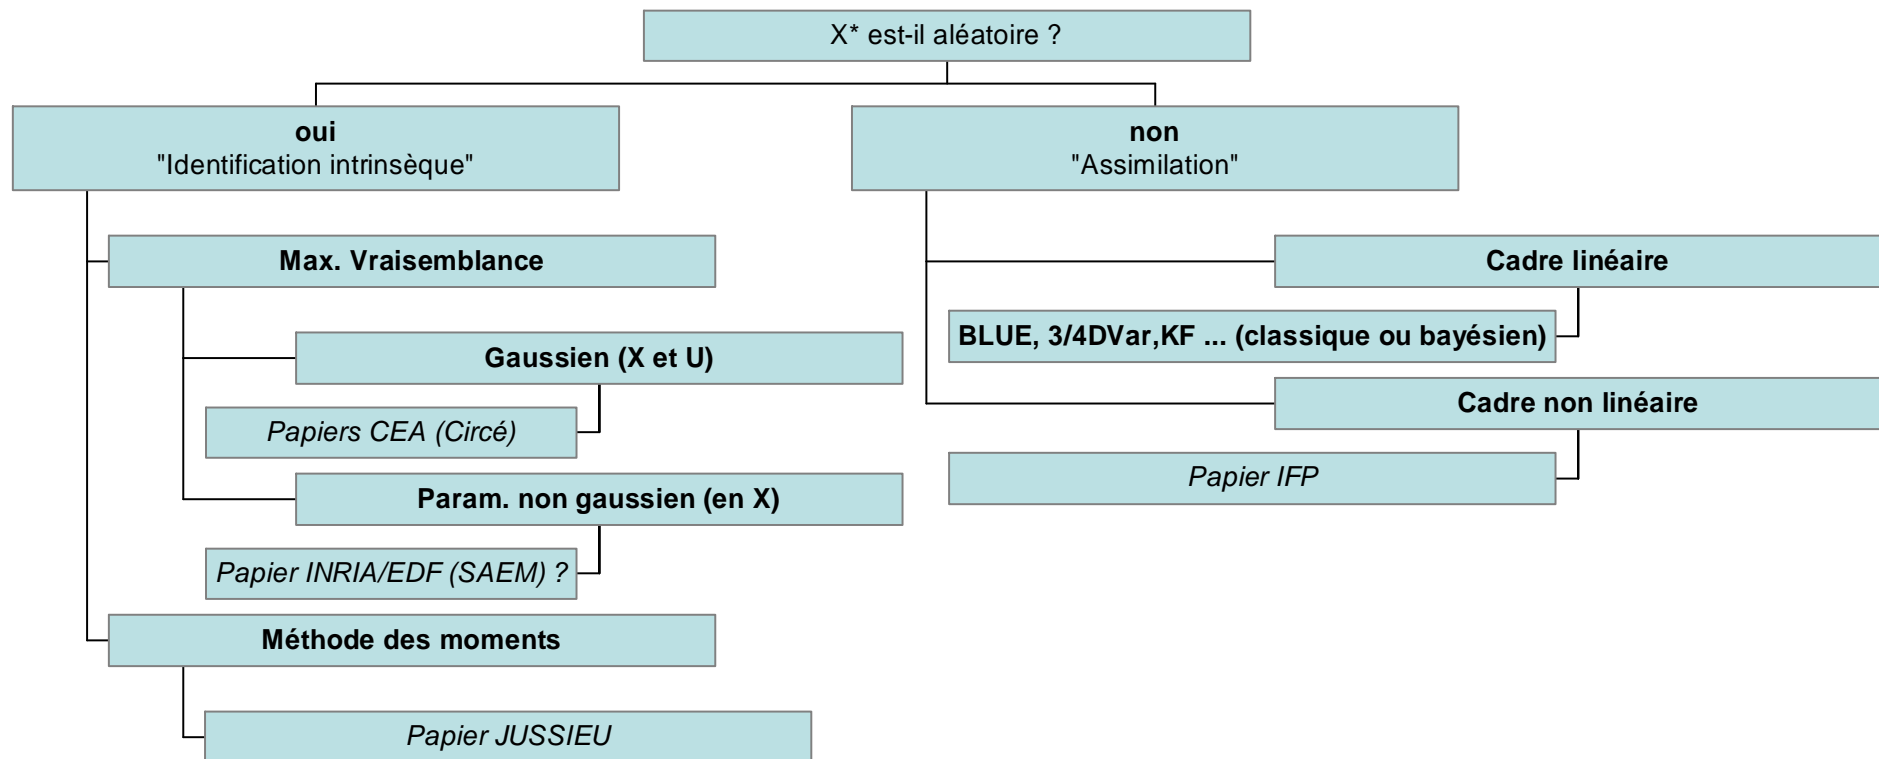 X* est-il aléatoire ?
oui
"Identification intrinsèque"
non
"Assimilation"
Max. Vraisemblance
Gaussien (X et U)
Papiers CEA (Circé)
Param. non gaussien (en X)
Papier INRIA/EDF (SAEM) ?
Méthode des moments
Papier JUSSIEU
Cadre linéaire
BLUE, 3/4DVar,KF ... (classique ou bayésien)
Cadre non linéaire
Papier IFP